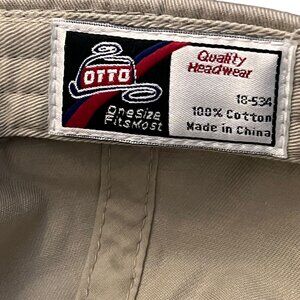 OTTO
One Size
Fits Most
Quality
Headwear
18-534
100% Cotton
Made in China